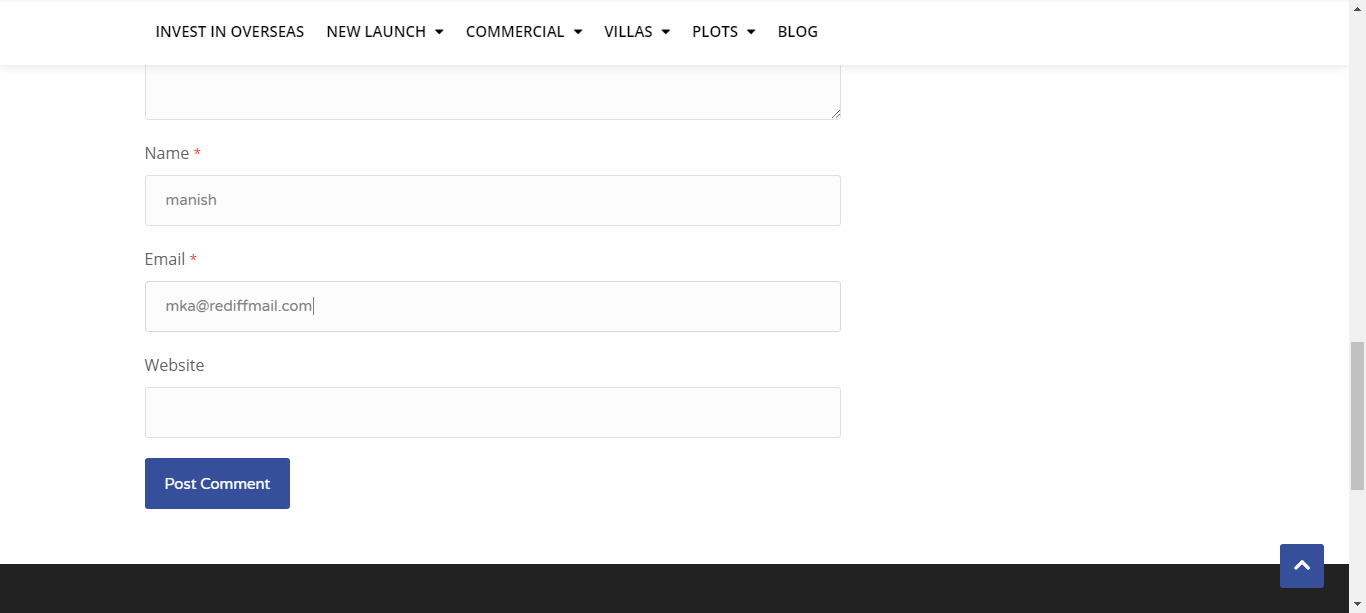 INVEST IN OVERSEAS NEW LAUNCH COMMERCIAL VILLAS PLOTS BLOG
Name *
manish
Email *
mka@rediffmail.com
Website
Post Comment